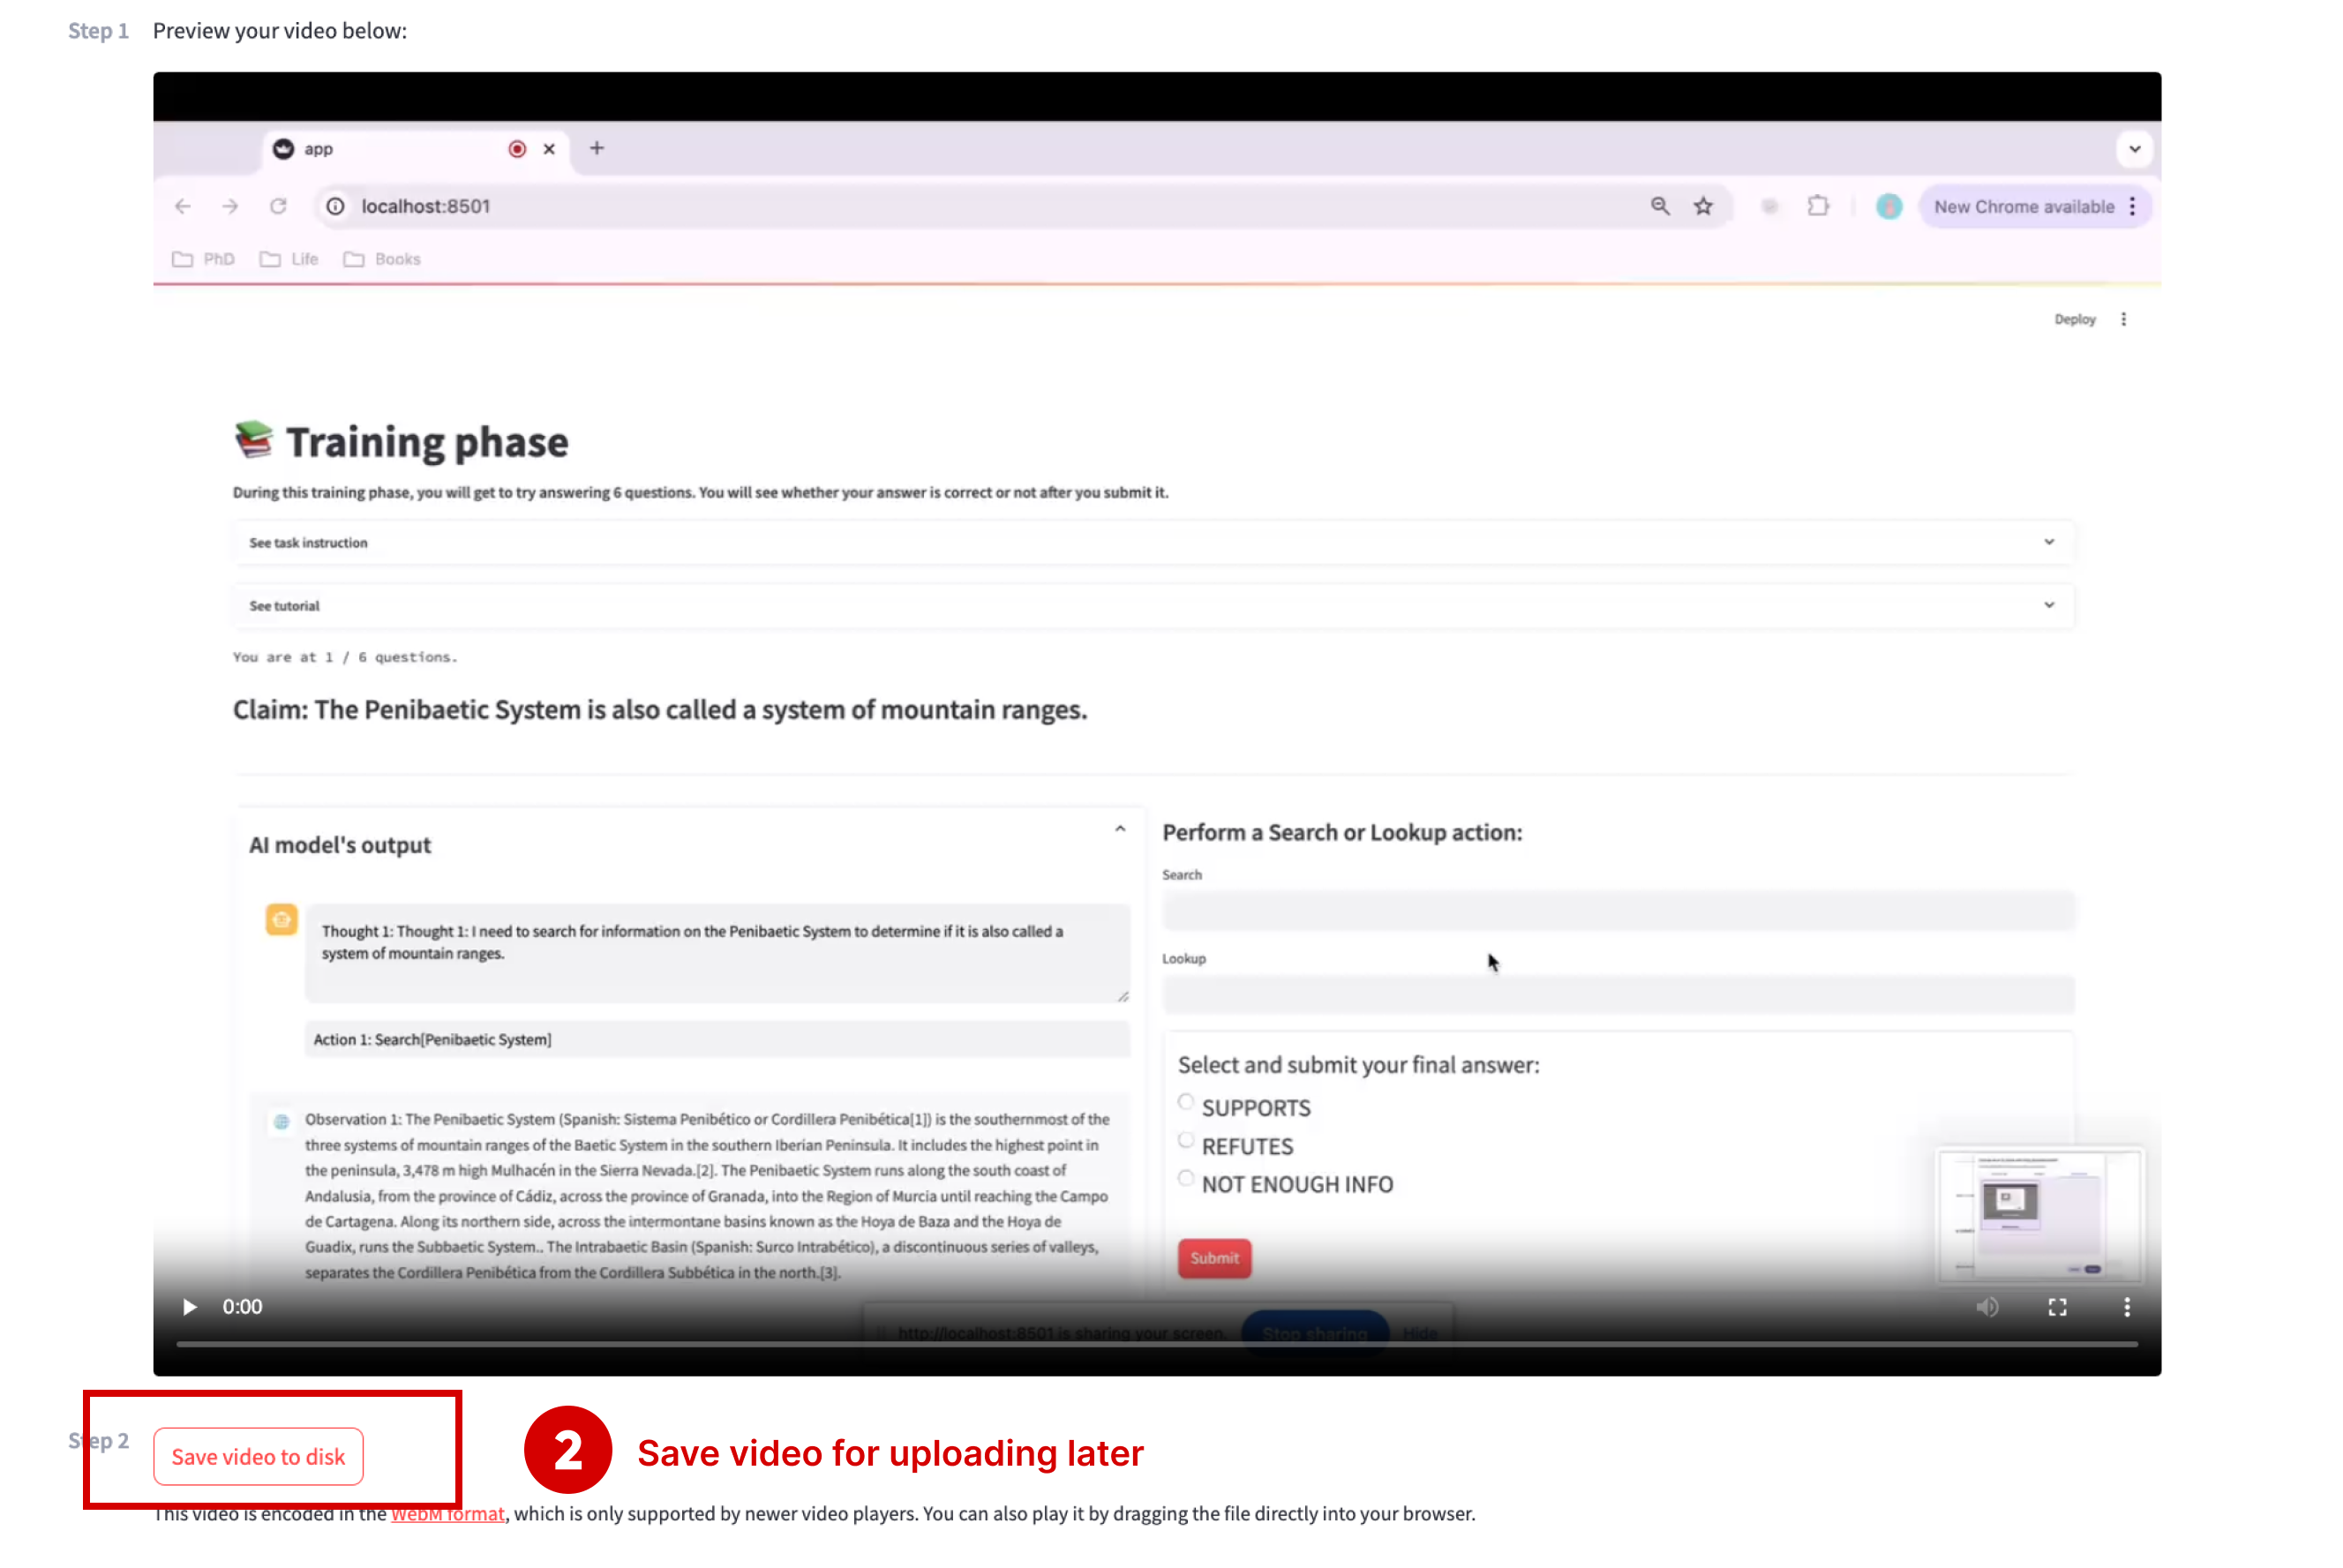 Step 1 Preview your video below:
app
localhost:8501
New Chrome available
PhD Life Books
Deploy
Training phase
During this training phase, you will get to try answering 6 questions. You will see whether your answer is correct or not after you submit it.
See task instruction
See tutorial
You are at 1 / 6 questions.
Claim: The Penibaetic System is also called a system of mountain ranges.
AI model's output
Thought 1: Thought 1: I need to search for information on the Penibaetic System to determine if it is also called a
system of mountain ranges.
Action 1: Search[Penibaetic System]
Observation 1: The Penibaetic System (Spanish: Sistema Penibético or Cordillera Penibética[1]) is the southernmost of the
three systems of mountain ranges of the Baetic System in the southern Iberian Peninsula. It includes the highest point in
the peninsula, 3,478 m high Mulhacén in the Sierra Nevada.[2]. The Penibaetic System runs along the south coast of
Andalusia, from the province of Cádiz, across the province of Granada, into the Region of Murcia until reaching the Campo
de Cartagena. Along its northern side, across the intermontane basins known as the Hoya de Baza and the Hoya de
Guadix, runs the Subbaetic System.. The Intrabaetic Basin (Spanish: Surco Intrabético), a discontinuous series of valleys,
separates the Cordillera Penibética from the Cordillera Subbética in the north.[3].
Perform a Search or Lookup action:
Search
Lookup
Select and submit your final answer:
SUPPORTS
REFUTES
NOT ENOUGH INFO
Submit
0:00
http://localhost:8501 is sharing your screen. Stop sharing Hide
Step 2 Save video to disk
2 Save video for uploading later
This video is encoded in the WebM format, which is only supported by newer video players. You can also play it by dragging the file directly into your browser.